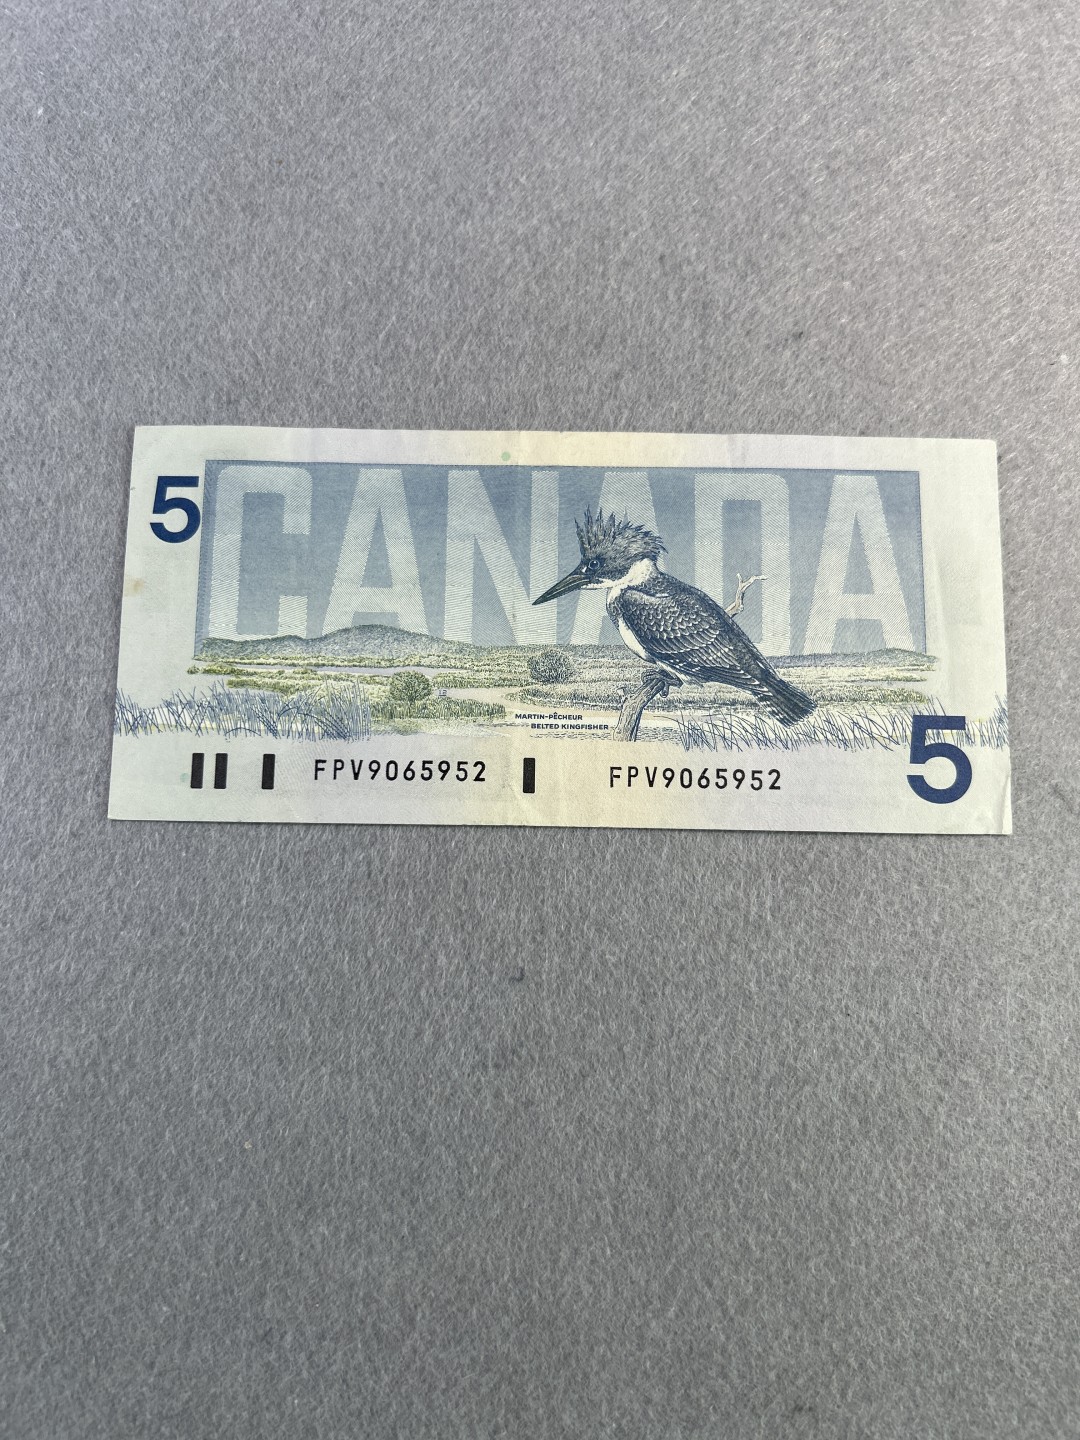 5
CANADA
MARTIN-PÊCHEUR
BELTED KINGFISHER
FPV9065952 FPV9065952
5